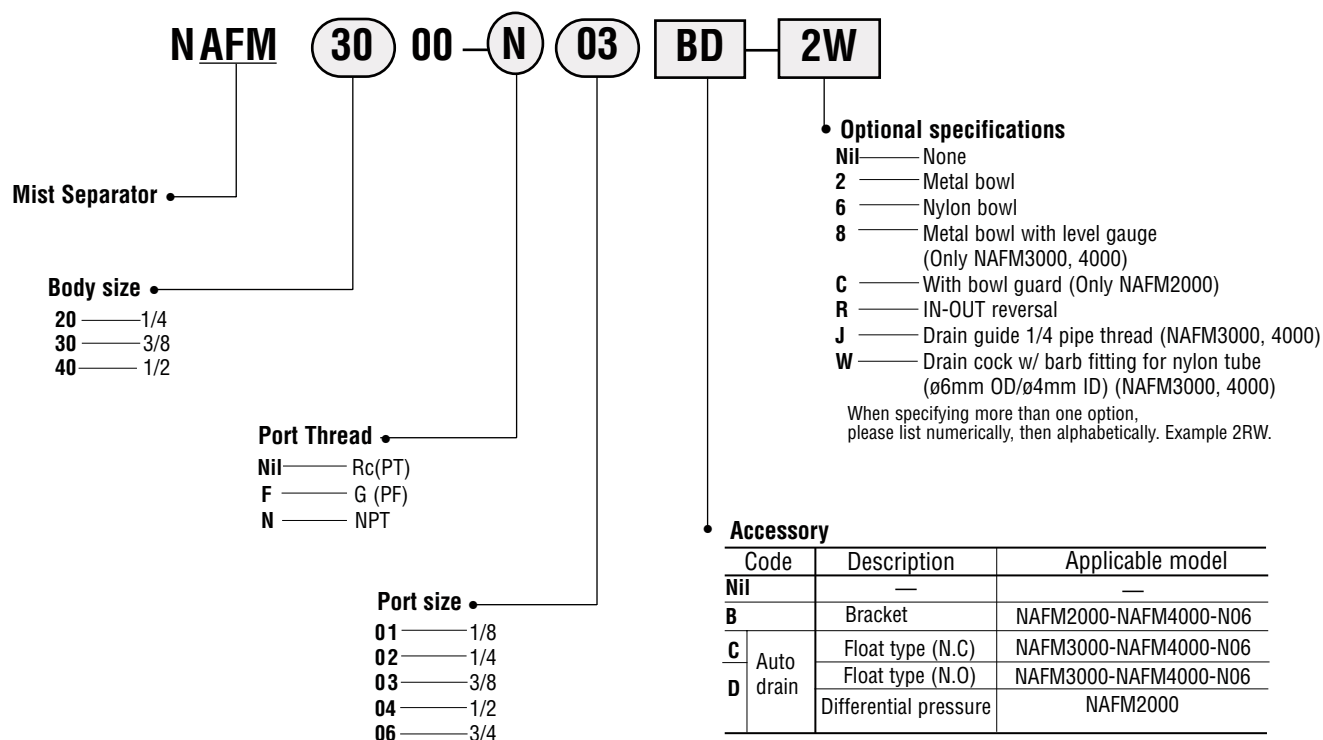 NAFM 30 00 – N 03 BD – 2W
Mist Separator
Body size
20 1/4
30 3/8
40 1/2
Port Thread
Nil Rc(PT)
F G (PF)
N NPT
Port size
01 1/8
02 1/4
03 3/8
04 1/2
06 3/4
Optional specifications
Nil None
2 Metal bowl
6 Nylon bowl
8 Metal bowl with level gauge
(Only NAFM3000, 4000)
C With bowl guard (Only NAFM2000)
R IN-OUT reversal
J Drain guide 1/4 pipe thread (NAFM3000, 4000)
W Drain cock w/ barb fitting for nylon tube
(ø6mm OD/ø4mm ID) (NAFM3000, 4000)
When specifying more than one option,
please list numerically, then alphabetically. Example 2RW.
Accessory
Code Description Applicable model
Nil — —
B Bracket NAFM2000-NAFM4000-N06
C Auto drain Float type (N.C) NAFM3000-NAFM4000-N06
D Float type (N.O) NAFM3000-NAFM4000-N06
Differential pressure NAFM2000